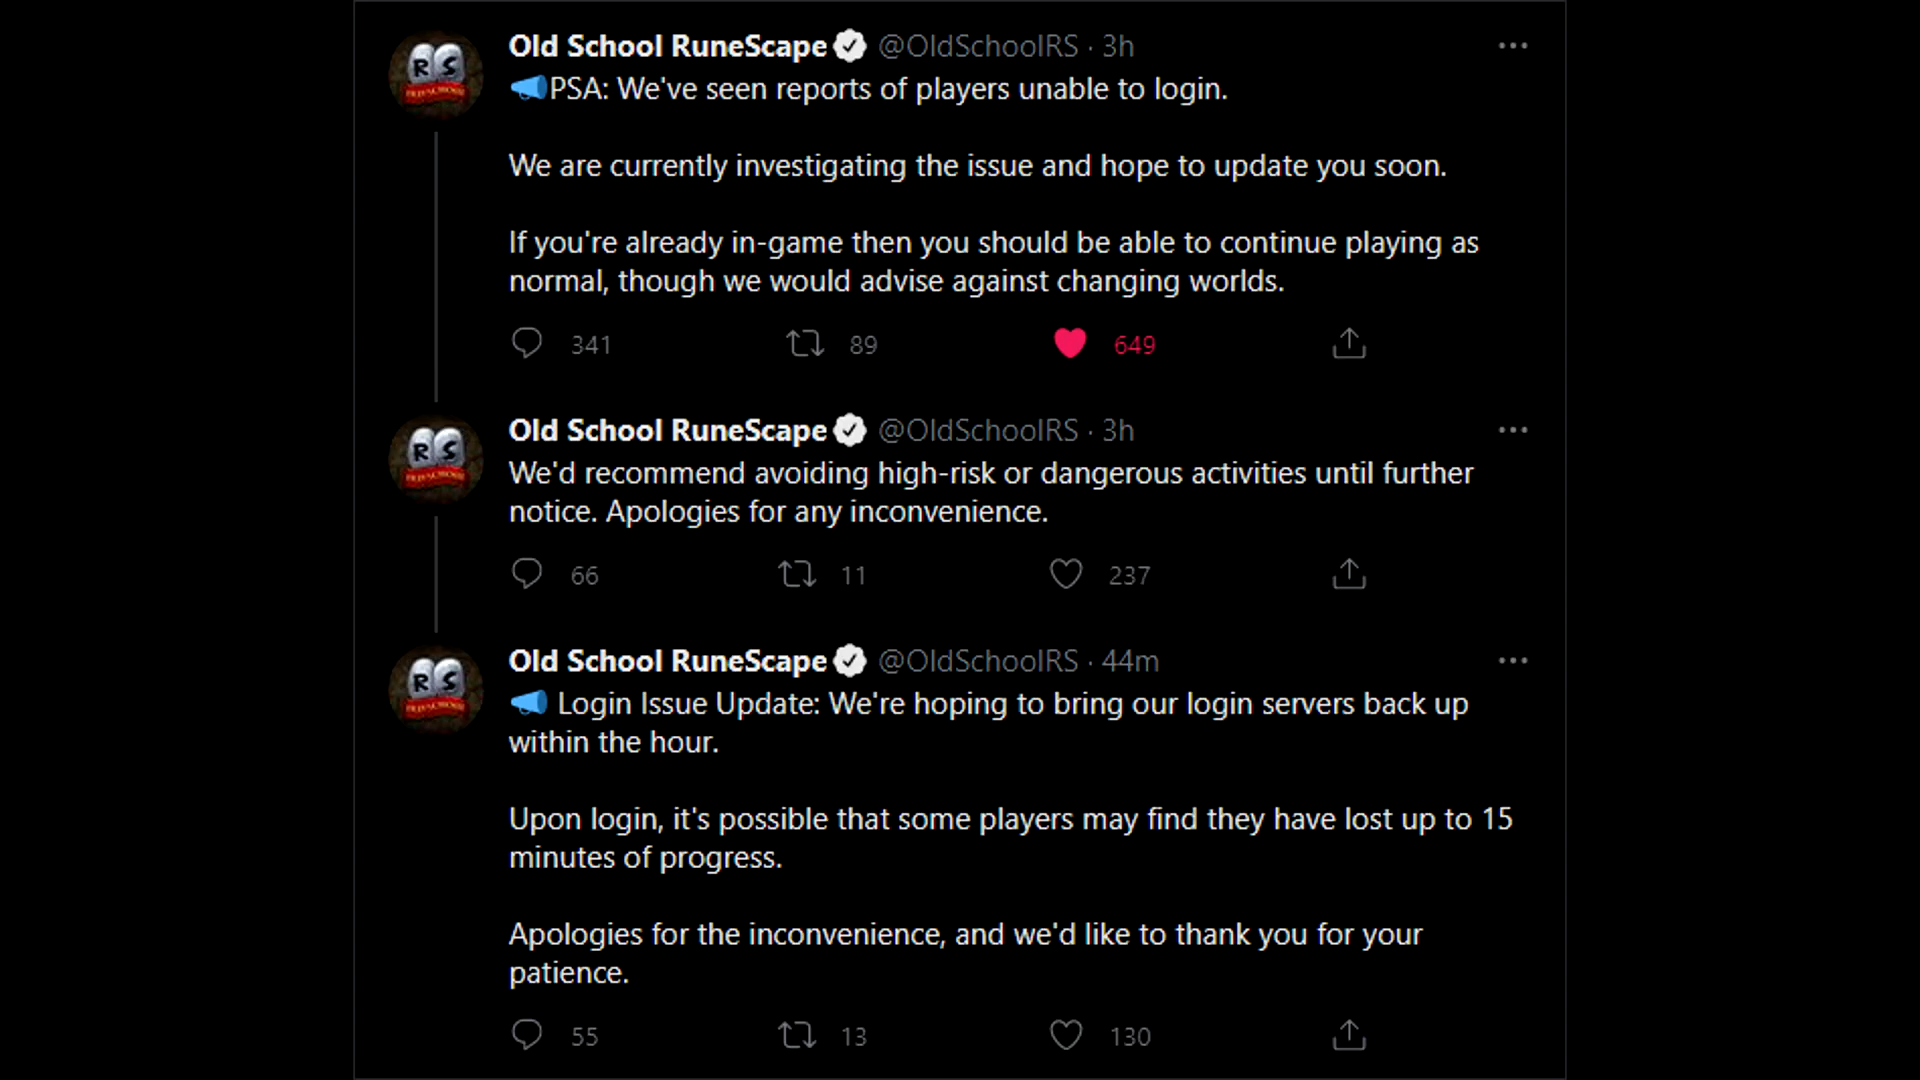 Old School RuneScape @OldSchoolRS · 3h
📣PSA: We've seen reports of players unable to login.
We are currently investigating the issue and hope to update you soon.
If you're already in-game then you should be able to continue playing as
normal, though we would advise against changing worlds.
341 89 649
Old School RuneScape @OldSchoolRS · 3h
We'd recommend avoiding high-risk or dangerous activities until further
notice. Apologies for any inconvenience.
66 11 237
Old School RuneScape @OldSchoolRS · 44m
📣 Login Issue Update: We're hoping to bring our login servers back up
within the hour.
Upon login, it's possible that some players may find they have lost up to 15
minutes of progress.
Apologies for the inconvenience, and we'd like to thank you for your
patience.
55 13 130